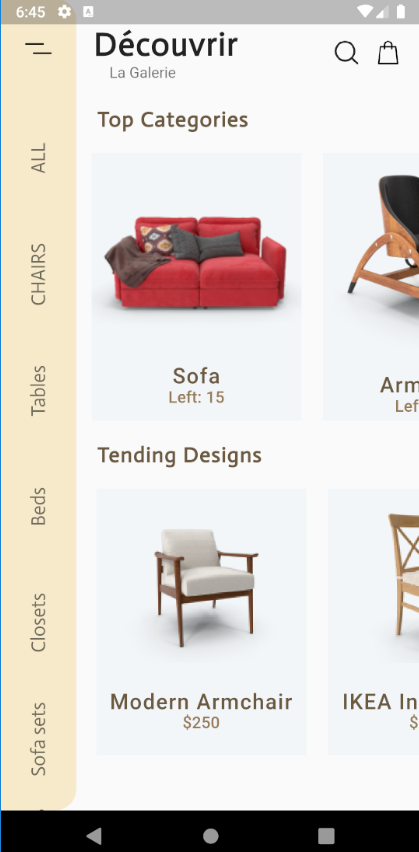 6:45
A
Découvrir
La Galerie
ALL
CHAIRS
Tables
Beds
Closets
Sofa sets
Top Categories
Sofa
Left: 15
Arm
Lef
Tending Designs
Modern Armchair
$250
IKEA In
$